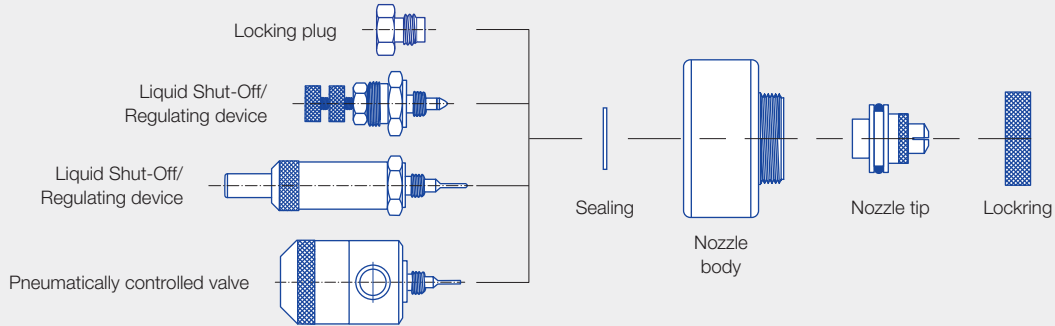 Locking plug
Liquid Shut-Off/
Regulating device
Liquid Shut-Off/
Regulating device
Pneumatically controlled valve
Sealing
Nozzle
body
Nozzle tip
Lockring